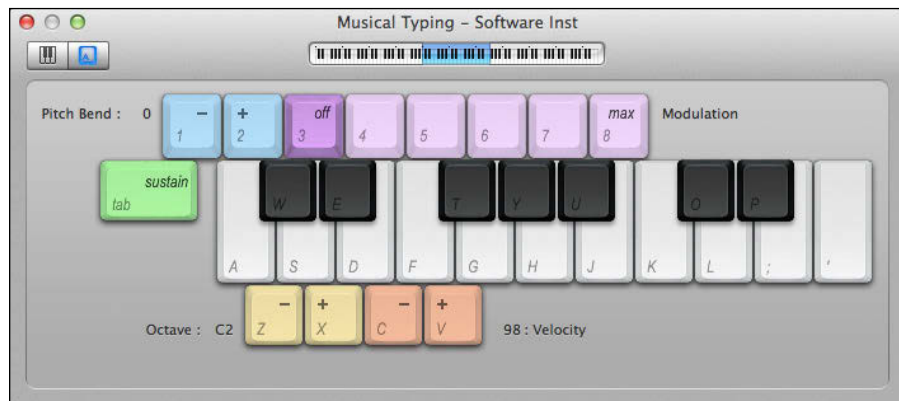 Musical Typing – Software Inst
Pitch Bend : 0 – + off max Modulation
1 2 3 4 5 6 7 8
sustain
tab
W E T Y U O P
A S D F G H J K L ; '
– + – +
Octave : C2 Z X C V 98 : Velocity